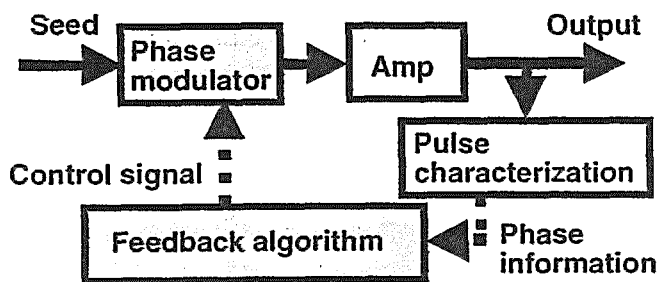 Seed
Output
Phase
modulator
Amp
Pulse
characterization
Control signal
Feedback algorithm
Phase
information